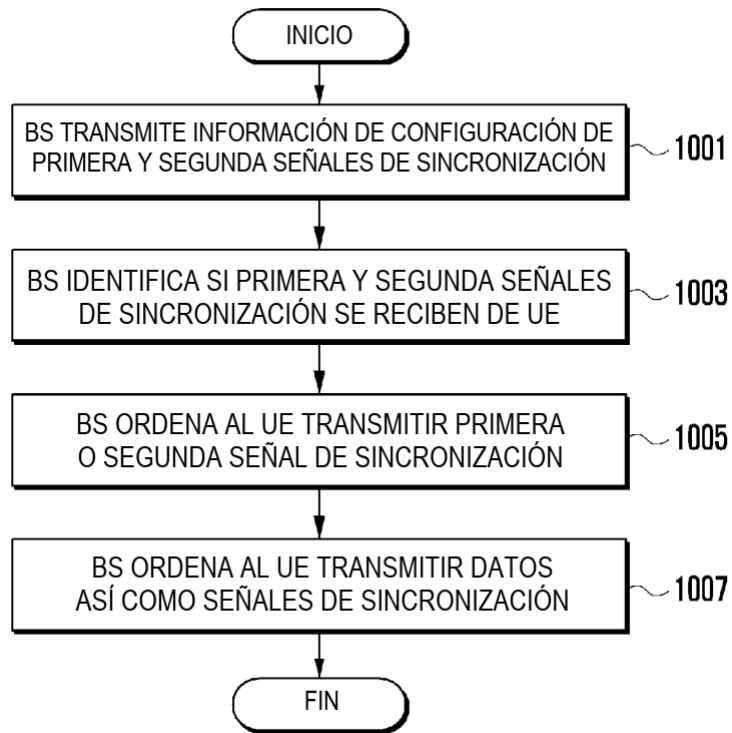 INICIO
BS TRANSMITE INFORMACIÓN DE CONFIGURACIÓN DE
PRIMERA Y SEGUNDA SEÑALES DE SINCRONIZACIÓN
1001
BS IDENTIFICA SI PRIMERA Y SEGUNDA SEÑALES
DE SINCRONIZACIÓN SE RECIBEN DE UE
1003
BS ORDENA AL UE TRANSMITIR PRIMERA
O SEGUNDA SEÑAL DE SINCRONIZACIÓN
1005
BS ORDENA AL UE TRANSMITIR DATOS
ASÍ COMO SEÑALES DE SINCRONIZACIÓN
1007
FIN